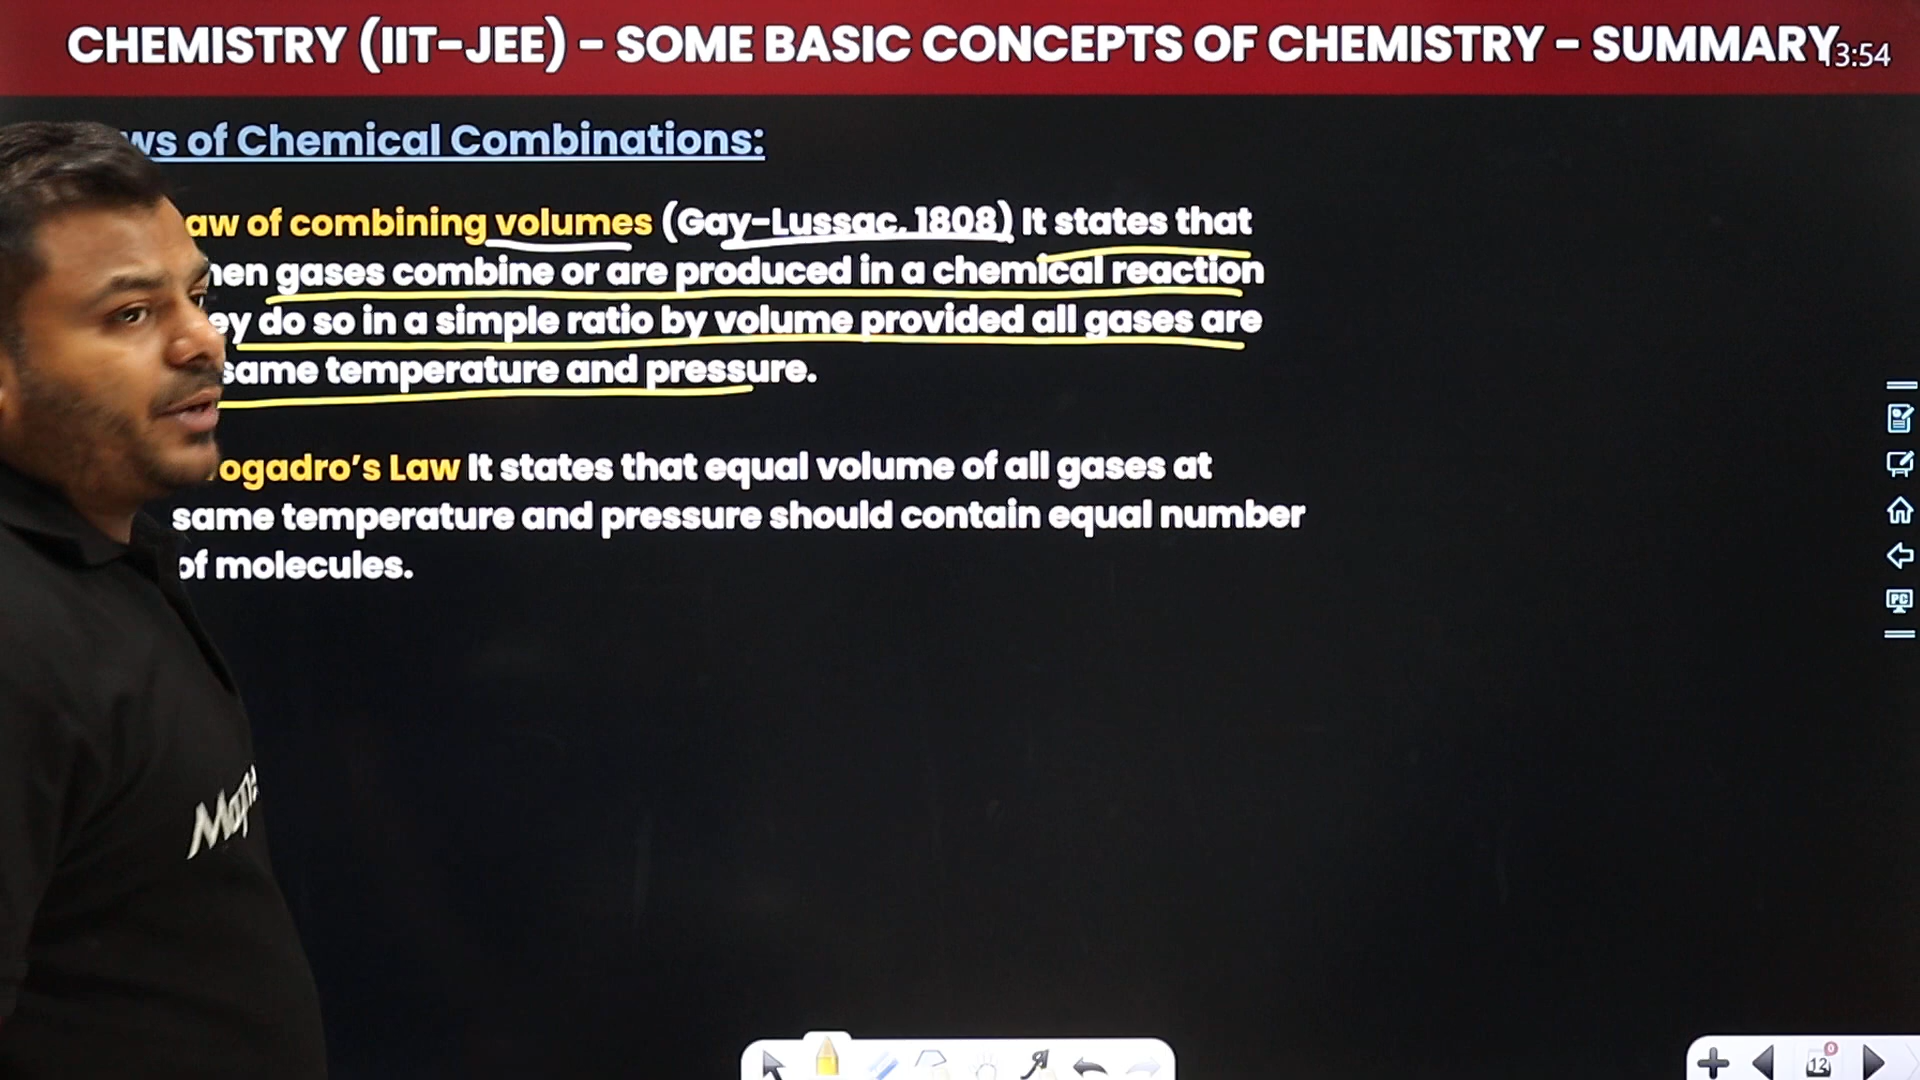 CHEMISTRY (IIT-JEE) - SOME BASIC CONCEPTS OF CHEMISTRY - SUMMARY
13:54
ws of Chemical Combinations:
aw of combining volumes (Gay-Lussac, 1808) It states that
hen gases combine or are produced in a chemical reaction
ey do so in a simple ratio by volume provided all gases are
same temperature and pressure.
ogadro's Law It states that equal volume of all gases at
same temperature and pressure should contain equal number
of molecules.
PC
12
0